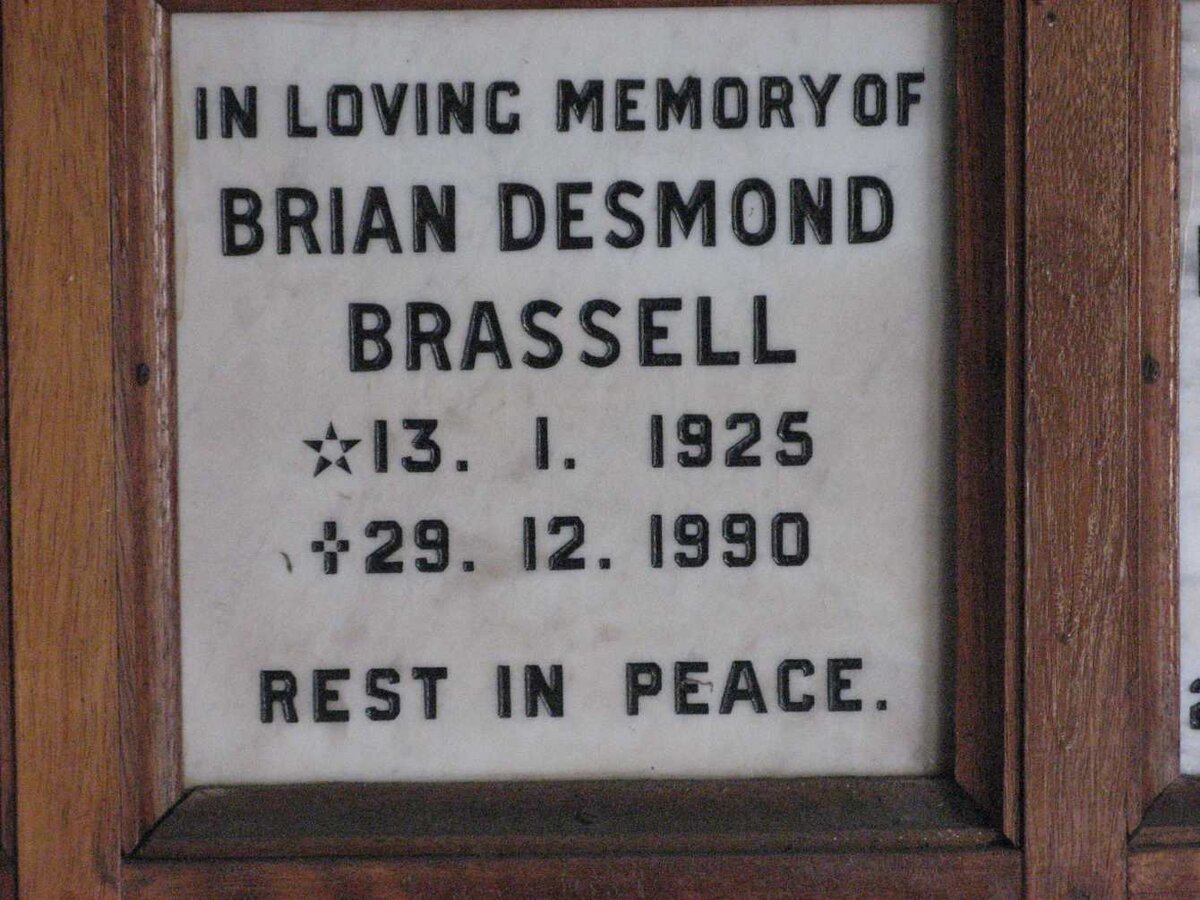 IN LOVING MEMORY OF
BRIAN DESMOND
BRASSELL
☆13. 1. 1925
✝29. 12. 1990
REST IN PEACE.